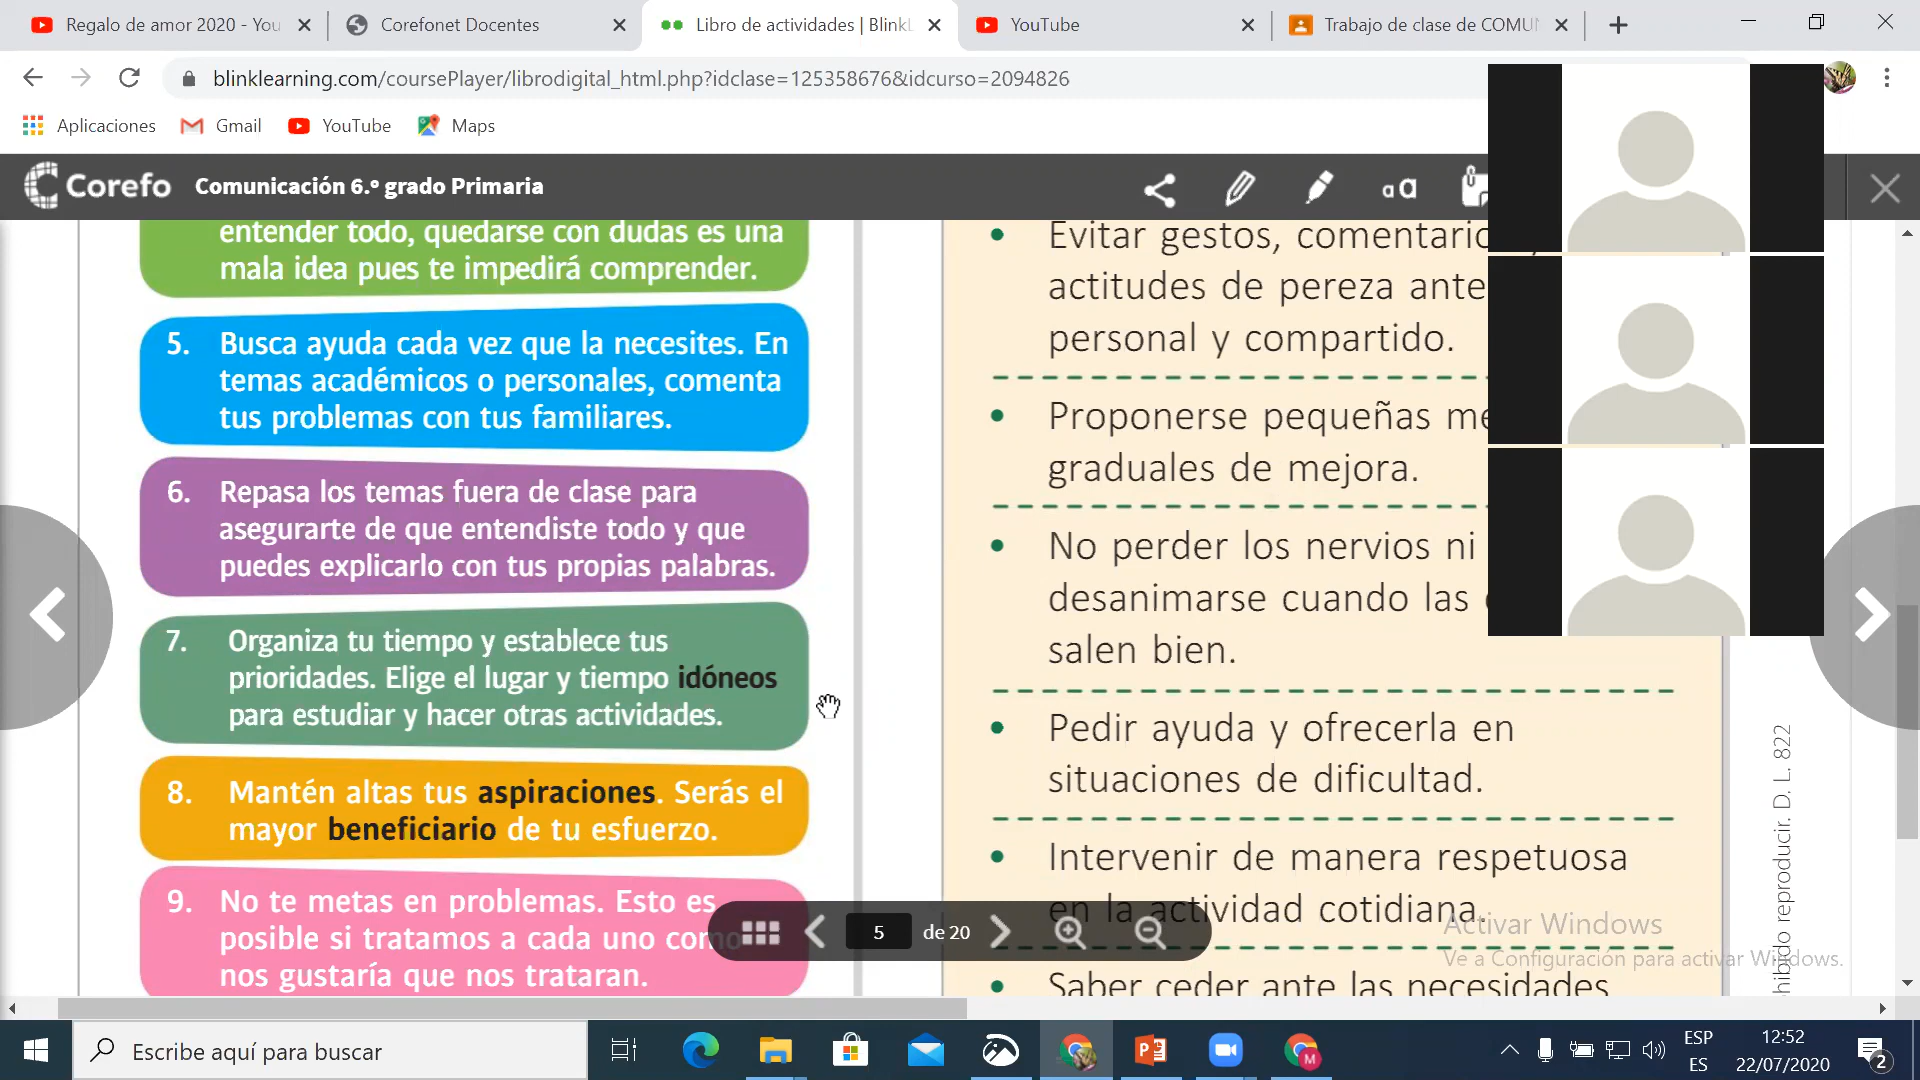 Regalo de amor 2020 - You
Corefonet Docentes
Libro de actividades | BlinkL
YouTube
Trabajo de clase de COMUN
blinklearning.com/coursePlayer/librodigital_html.php?idclase=125358676&idcurso=2094826
Aplicaciones
Gmail
YouTube
Maps
Corefo
Comunicación 6.º grado Primaria
aa
entender todo, quedarse con dudas es una
mala idea pues te impedirá comprender.
5. Busca ayuda cada vez que la necesites. En
temas académicos o personales, comenta
tus problemas con tus familiares.
6. Repasa los temas fuera de clase para
asegurarte de que entendiste todo y que
puedes explicarlo con tus propias palabras.
7. Organiza tu tiempo y establece tus
prioridades. Elige el lugar y tiempo idóneos
para estudiar y hacer otras actividades.
8. Mantén altas tus aspiraciones. Serás el
mayor beneficiario de tu esfuerzo.
9. No te metas en problemas. Esto es
posible si tratamos a cada uno como
nos gustaría que nos trataran.
• Evitar gestos, comentario
actitudes de pereza ante
personal y compartido.
• Proponerse pequeñas me
graduales de mejora.
• No perder los nervios ni
desanimarse cuando las
salen bien.
• Pedir ayuda y ofrecerla en
situaciones de dificultad.
• Intervenir de manera respetuosa
en la actividad cotidiana.
• Saber ceder ante las necesidades
hibido reproducir. D. L. 822
5 de 20
Activar Windows
Ve a Configuración para activar Windows.
Escribe aquí para buscar
ESP
ES
12:52
22/07/2020
2